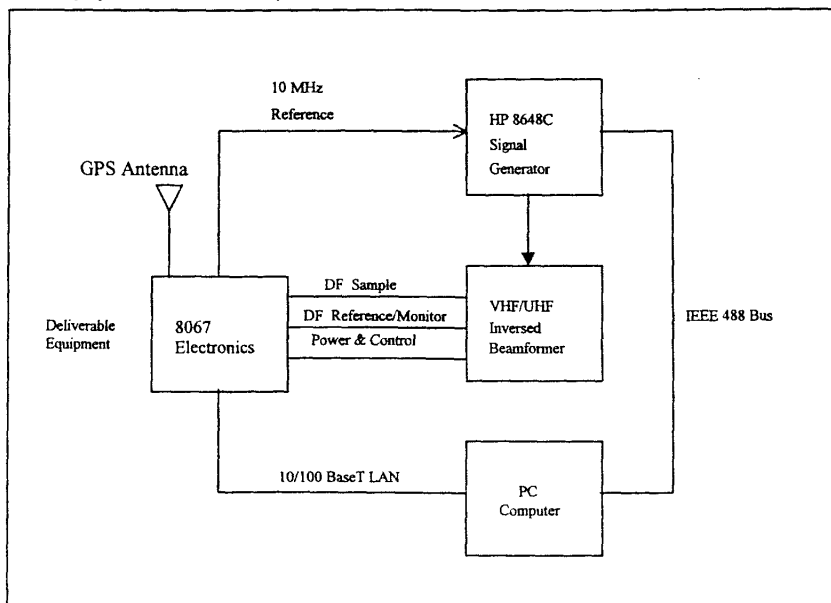 10 MHz
Reference
HP 8648C
Signal
Generator
GPS Antenna
DF Sample
DF Reference/Monitor
Power & Control
8067
Electronics
Deliverable
Equipment
VHF/UHF
Inversed
Beamformer
IEEE 488 Bus
10/100 BaseT LAN
PC
Computer